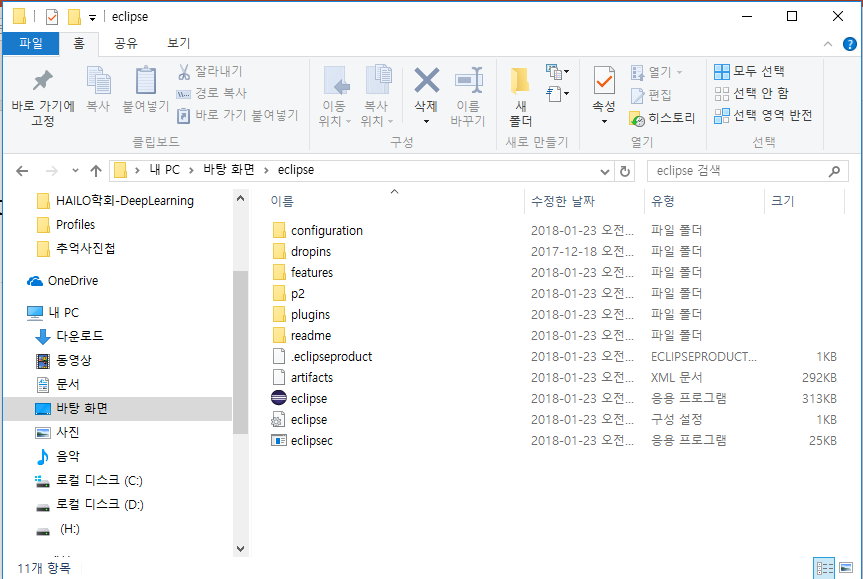 eclipse
파일 홈 공유 보기
바로 가기에 고정
복사
붙여넣기
잘라내기
경로 복사
바로 가기 붙여넣기
클립보드
이동 위치
복사 위치
삭제
이름 바꾸기
구성
새 폴더
새로 만들기
속성
열기
편집
히스토리
열기
모두 선택
선택 안 함
선택 영역 반전
선택
내 PC 바탕 화면 eclipse
eclipse 검색
HAILO학회-DeepLearning
Profiles
추억사진첩
OneDrive
내 PC
다운로드
동영상
문서
바탕 화면
사진
음악
로컬 디스크 (C:)
로컬 디스크 (D:)
(H:)
이름 수정한 날짜 유형 크기
configuration 2018-01-23 오전... 파일 폴더
dropins 2017-12-18 오전... 파일 폴더
features 2018-01-23 오전... 파일 폴더
p2 2018-01-23 오전... 파일 폴더
plugins 2018-01-23 오전... 파일 폴더
readme 2018-01-23 오전... 파일 폴더
.eclipseproduct 2018-01-23 오전... ECLIPSEPRODUCT... 1KB
artifacts 2018-01-23 오전... XML 문서 292KB
eclipse 2018-01-23 오전... 응용 프로그램 313KB
eclipse 2018-01-23 오전... 구성 설정 1KB
eclipsec 2018-01-23 오전... 응용 프로그램 25KB
11개 항목